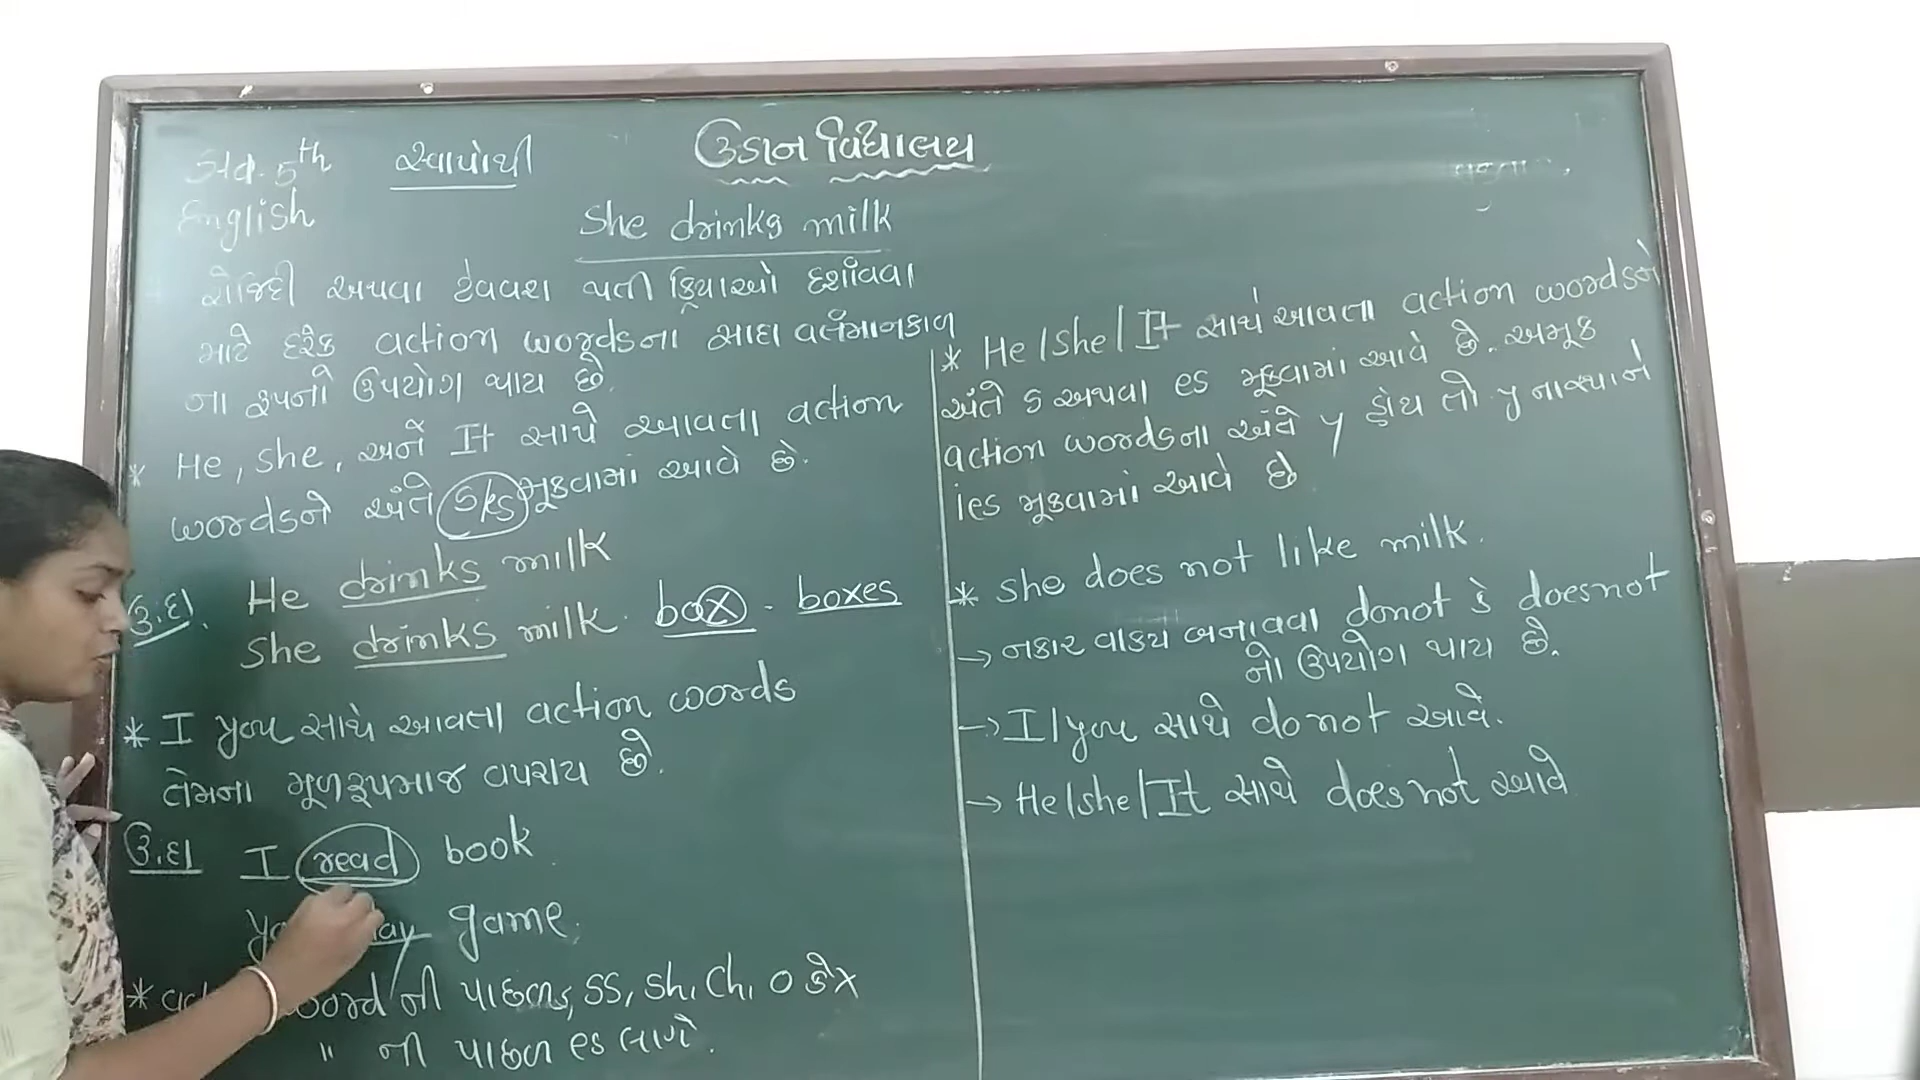 ઉડાન વિદ્યાલય
ધોવ. 5th સ્વાધ્યાયપોથી
English
She drinks milk
રોજિંદી અથવા ટેવવશ થતી ક્રિયાઓ દર્શાવવા
માટે દરેક action wordsના સાદા વર્તમાનકાળ
ના રૂપનો ઉપયોગ થાય છે.
* He, she, અને It સાથે આવતા action
wordsને અંતે s/es મૂકવામાં આવે છે.
ઉ.દા. He drinks milk
She drinks milk. box - boxes
* I you સાથે આવતા action words
તેમના મૂળરૂપમાજ વપરાય છે.
ઉ.દા I read book.
game.
* word ની પાછળ s, ss, sh, ch, o કે x
" ની પાછળ es લાગે.
* He/she/It સાથે આવતા action wordsને
અંતે s અથવા es મૂકવામાં આવે છે. અમૂક
action wordsના અંતે y હોય તો y ના સ્થાને
ies મૂકવામાં આવે છે
* she does not like milk.
→ નકાર વાકય બનાવવા donot કે doesnot
નો ઉપયોગ થાય છે.
→ I/you સાથે do not આવે.
→ He/she/It સાથે does not આવે